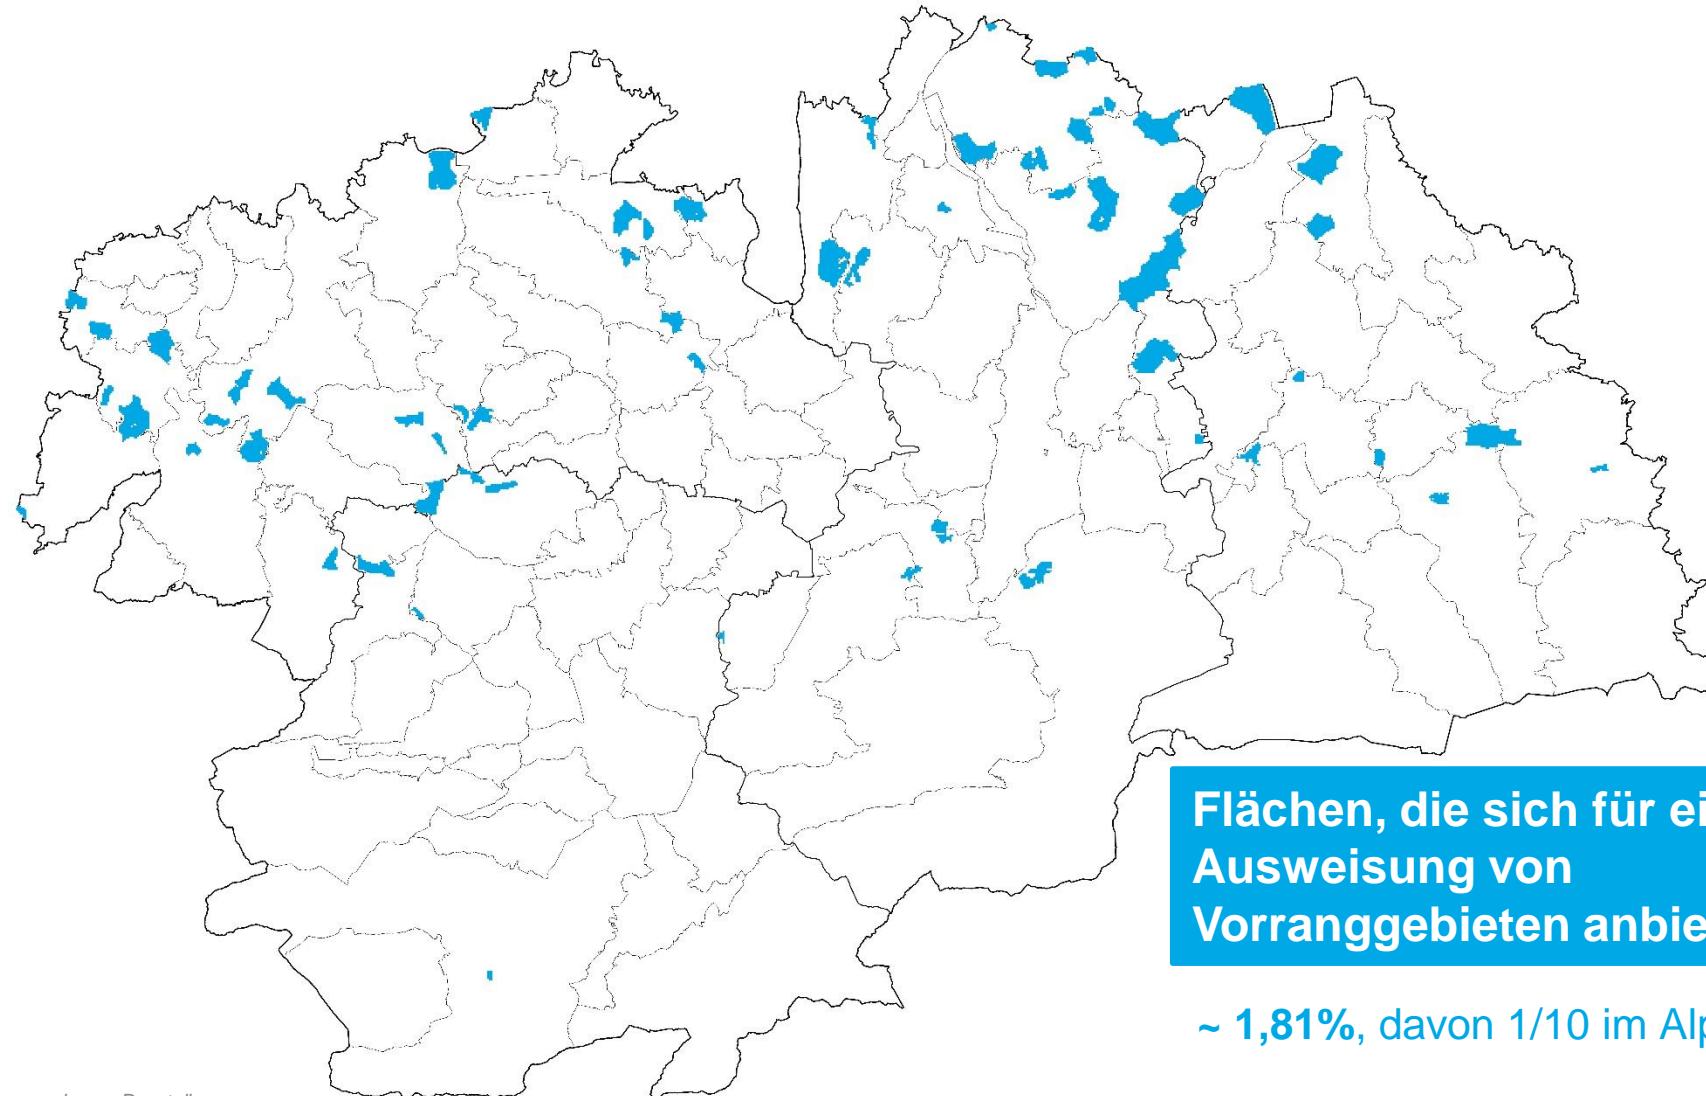 Flächen, die sich für ei
Ausweisung von
Vorranggebieten anbie
~ 1,81%, davon 1/10 im Alp